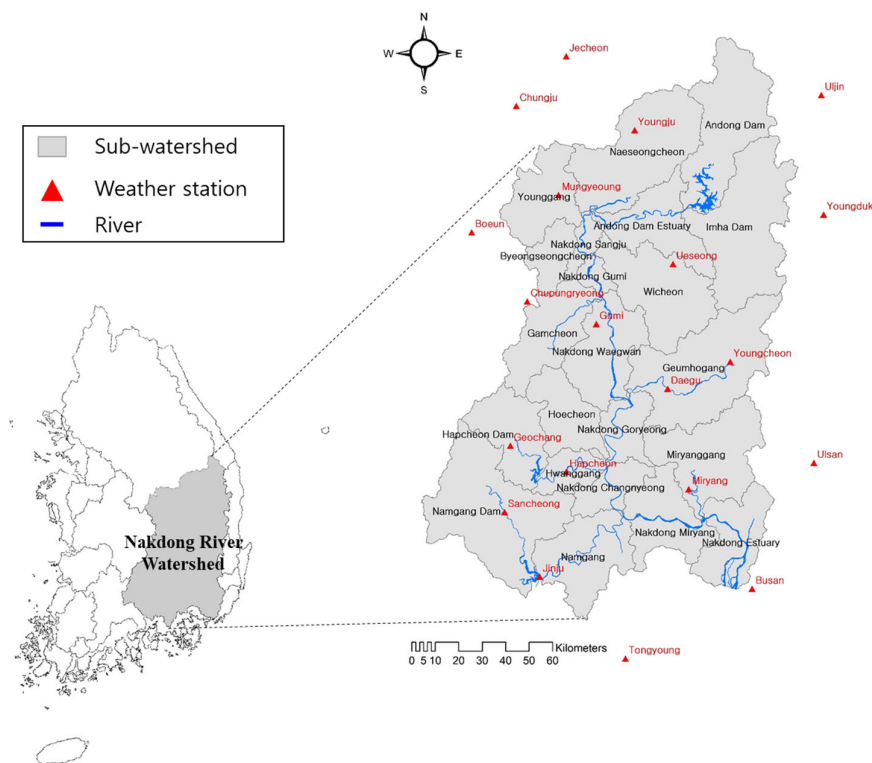 N
W
E
S
Jecheon
Uljin
Chungju
Youngju
Andong Dam
Sub-watershed
Weather station
River
Naeseongcheon
Mungyeoung
Younggang
Youngduk
Andong Dam Estuary
Imha Dam
Boeun
Nakdong Sangju
Byeongseongcheon
Ueseong
Nakdong Gumi
Wicheon
Chupungryeong
Gumi
Gamcheon
Nakdong Waegwan
Youngcheon
Geumhogang
Daegu
Hoecheon
Nakdong Goryeong
Hapcheon Dam
Geochang
Miryanggang
Ulsan
Hapcheon
Hwanggang
Nakdong Changnyeong
Miryang
Sancheong
Namgang Dam
Nakdong Miryang
Nakdong Estuary
Nakdong River
Watershed
Namgang
Jinju
Busan
Kilometers
0 5 10 20 30 40 50 60
Tongyoung